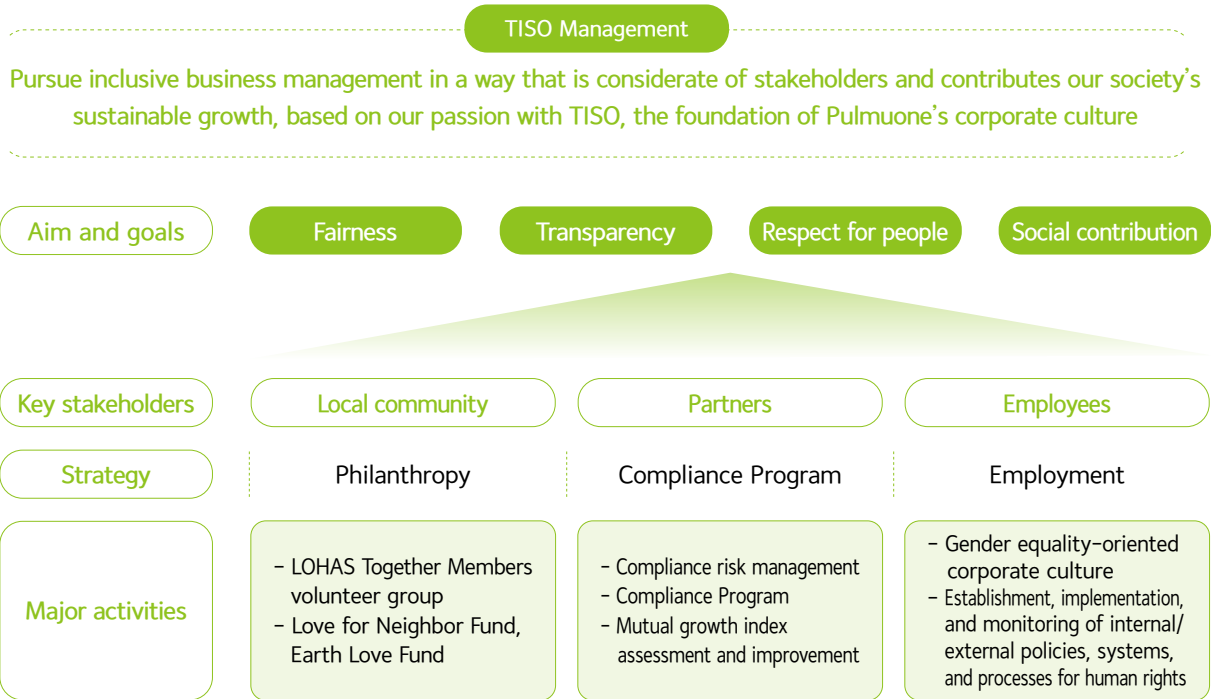 TISO Management
Pursue inclusive business management in a way that is considerate of stakeholders and contributes our society's
sustainable growth, based on our passion with TISO, the foundation of Pulmuone's corporate culture
Aim and goals
Fairness
Transparency
Respect for people
Social contribution
Key stakeholders
Local community
Partners
Employees
Strategy
Philanthropy
Compliance Program
Employment
Major activities
- LOHAS Together Members
volunteer group
- Love for Neighbor Fund,
Earth Love Fund
- Compliance risk management
- Compliance Program
- Mutual growth index
assessment and improvement
- Gender equality-oriented
corporate culture
- Establishment, implementation,
and monitoring of internal/
external policies, systems,
and processes for human rights